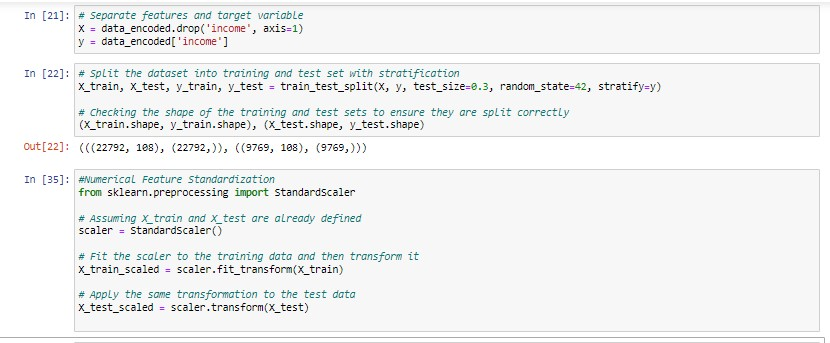 In [21]: # Separate features and target variable
X = data_encoded.drop('income', axis=1)
y = data_encoded['income']
In [22]: # Split the dataset into training and test set with stratification
X_train, X_test, y_train, y_test = train_test_split(X, y, test_size=0.3, random_state=42, stratify=y)
# Checking the shape of the training and test sets to ensure they are split correctly
(X_train.shape, y_train.shape), (X_test.shape, y_test.shape)
Out[22]: (((22792, 108), (22792,)), ((9769, 108), (9769,)))
In [35]: #Numerical Feature Standardization
from sklearn.preprocessing import StandardScaler
# Assuming X_train and X_test are already defined
scaler = StandardScaler()
# Fit the scaler to the training data and then transform it
X_train_scaled = scaler.fit_transform(X_train)
# Apply the same transformation to the test data
X_test_scaled = scaler.transform(X_test)